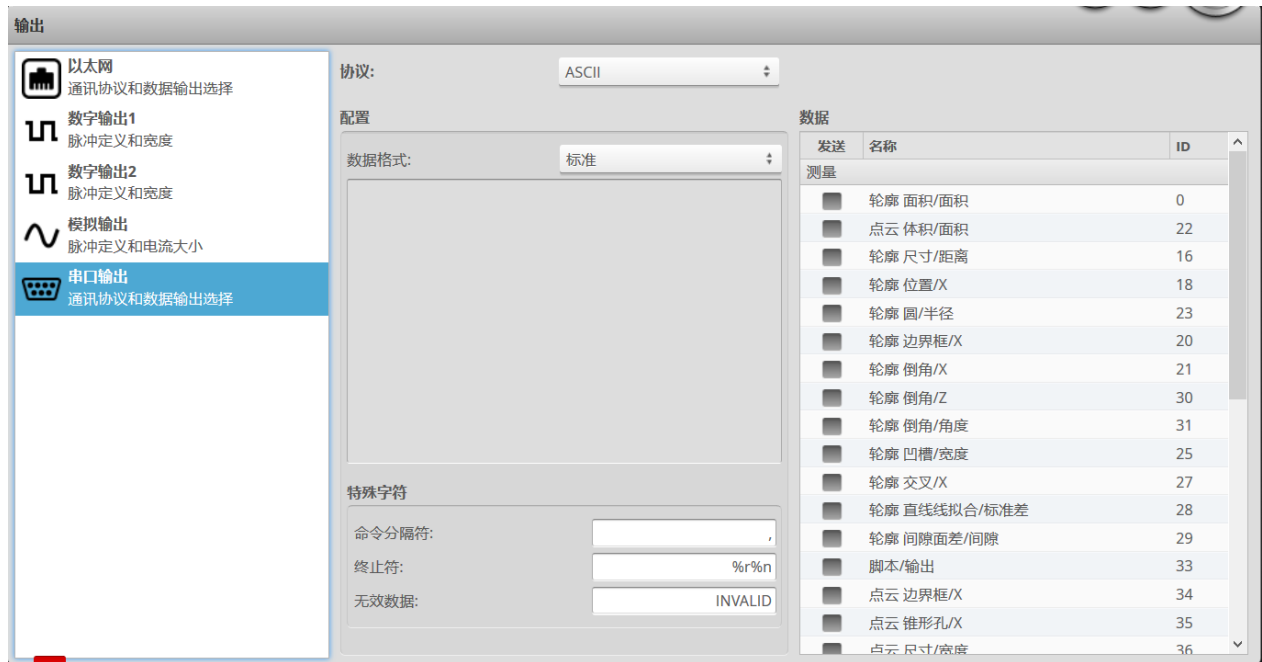 输出
以太网
通讯协议和数据输出选择
数字输出1
脉冲定义和宽度
数字输出2
脉冲定义和宽度
模拟输出
脉冲定义和电流大小
串口输出
通讯协议和数据输出选择
协议: ASCII
配置
数据格式: 标准
特殊字符
命令分隔符: ,
终止符: %r%n
无效数据: INVALID
数据
发送 名称 ID
测量
轮廓 面积/面积 0
点云 体积/面积 22
轮廓 尺寸/距离 16
轮廓 位置/X 18
轮廓 圆/半径 23
轮廓 边界框/X 20
轮廓 倒角/X 21
轮廓 倒角/Z 30
轮廓 倒角/角度 31
轮廓 凹槽/宽度 25
轮廓 交叉/X 27
轮廓 直线线拟合/标准差 28
轮廓 间隙面差/间隙 29
脚本/输出 33
点云 边界框/X 34
点云 锥形孔/X 35
点云 尺寸/宽度 36